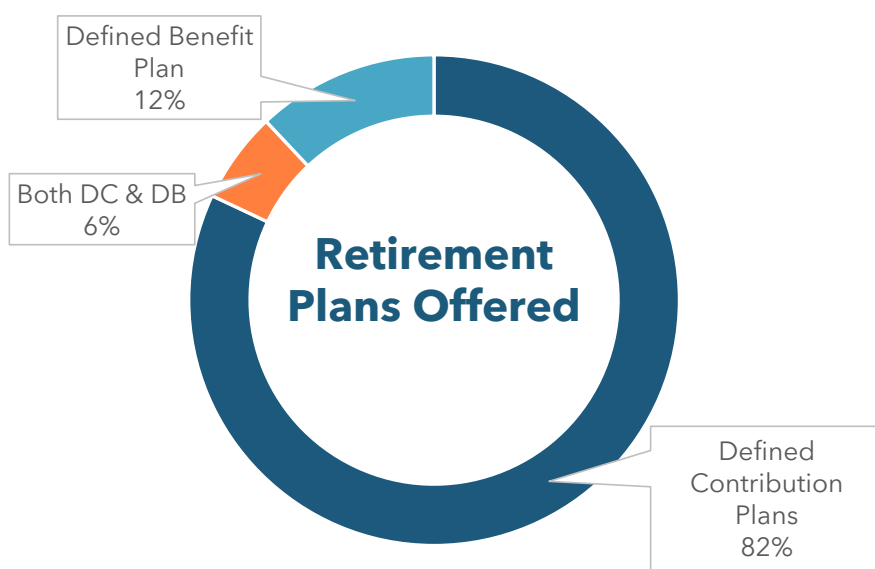 Defined Benefit
Plan
12%
Both DC & DB
6%
Retirement
Plans Offered
Defined
Contribution
Plans
82%